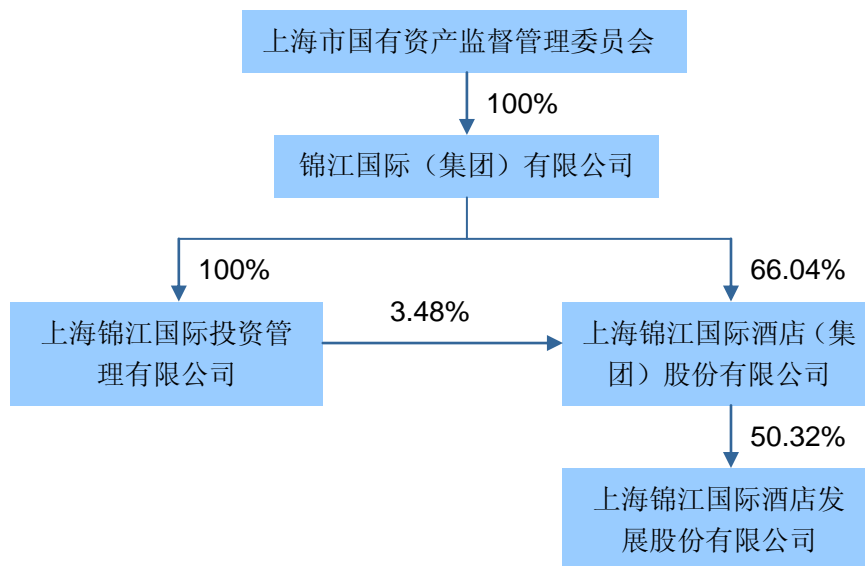 上海市国有资产监督管理委员会
100%
锦江国际（集团）有限公司
100%
66.04%
上海锦江国际投资管
理有限公司
3.48%
上海锦江国际酒店（集
团）股份有限公司
50.32%
上海锦江国际酒店发
展股份有限公司